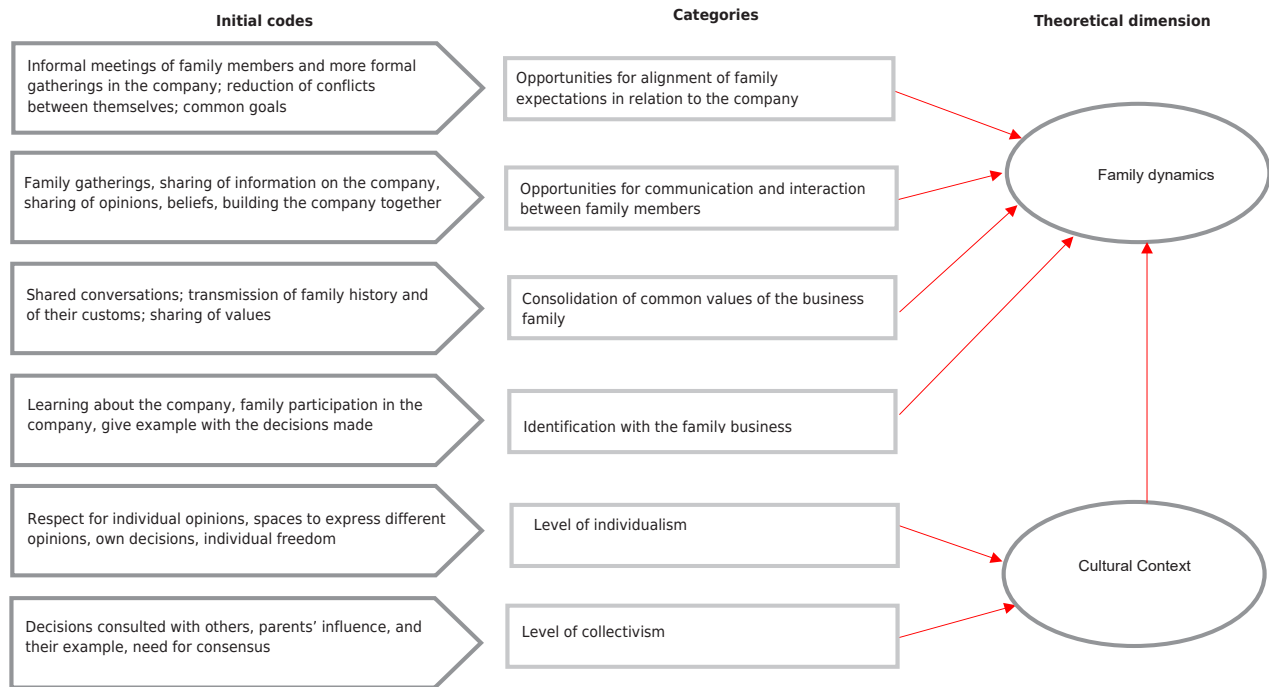 Initial codes
Categories
Theoretical dimension
Informal meetings of family members and more formal
gatherings in the company; reduction of conflicts
between themselves; common goals
Opportunities for alignment of family
expectations in relation to the company
Family gatherings, sharing of information on the company,
sharing of opinions, beliefs, building the company together
Opportunities for communication and interaction
between family members
Family dynamics
Shared conversations; transmission of family history and
of their customs; sharing of values
Consolidation of common values of the business
family
Learning about the company, family participation in the
company, give example with the decisions made
Identification with the family business
Respect for individual opinions, spaces to express different
opinions, own decisions, individual freedom
Level of individualism
Cultural Context
Decisions consulted with others, parents’ influence, and
their example, need for consensus
Level of collectivism